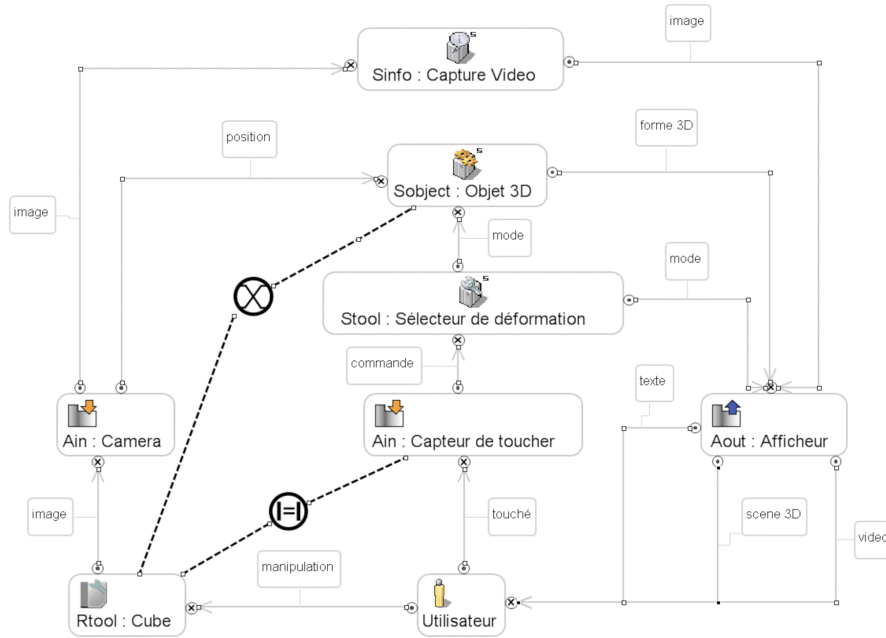 image
S
Sinfo : Capture Video
position
forme 3D
S
Sobject : Objet 3D
image
mode
mode
S
Stool : Sélecteur de déformation
commande
texte
Ain : Camera
Ain : Capteur de toucher
Aout : Afficheur
image
touché
scene 3D
video
manipulation
Rtool : Cube
Utilisateur